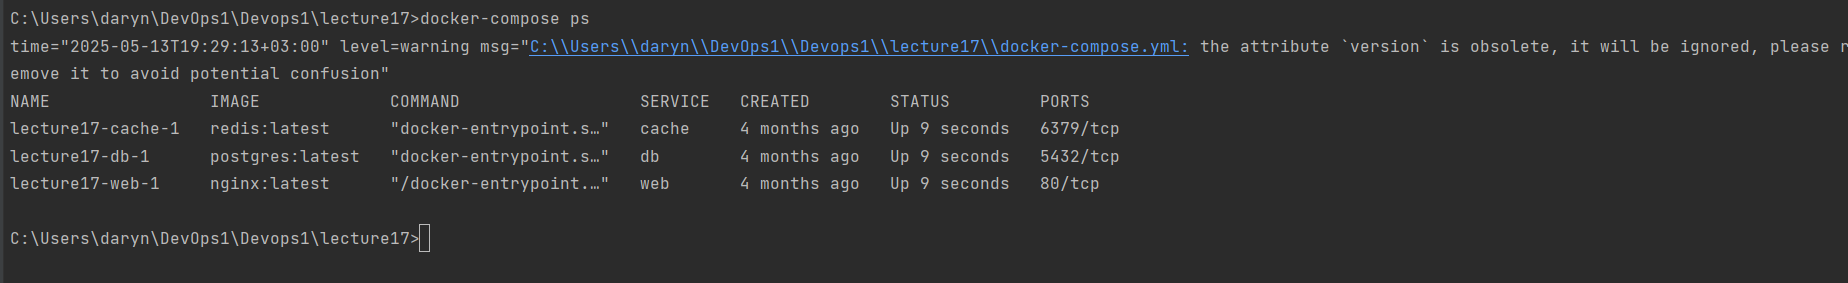 C:\Users\daryn\DevOps1\Devops1\lecture17>docker-compose ps
time="2025-05-13T19:29:13+03:00" level=warning msg="C:\\Users\\daryn\\DevOps1\\Devops1\\lecture17\\docker-compose.yml: the attribute `version` is obsolete, it will be ignored, please r
emove it to avoid potential confusion"
NAME                IMAGE             COMMAND                  SERVICE   CREATED        STATUS         PORTS
lecture17-cache-1   redis:latest      "docker-entrypoint.s…"   cache     4 months ago   Up 9 seconds   6379/tcp
lecture17-db-1      postgres:latest   "docker-entrypoint.s…"   db        4 months ago   Up 9 seconds   5432/tcp
lecture17-web-1     nginx:latest      "/docker-entrypoint.…"   web       4 months ago   Up 9 seconds   80/tcp
C:\Users\daryn\DevOps1\Devops1\lecture17>